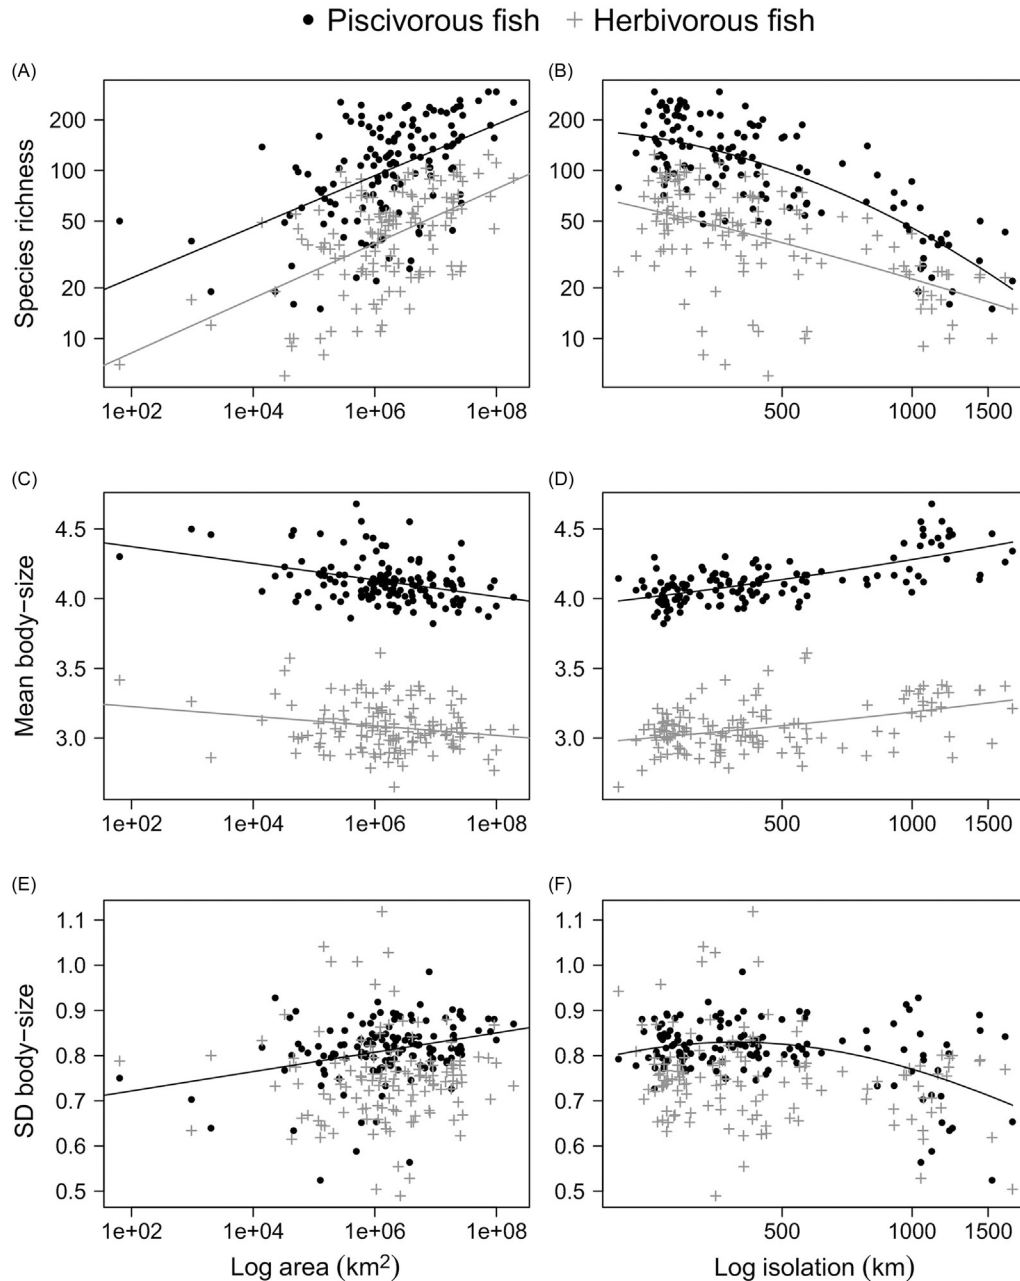 ● Piscivorous fish + Herbivorous fish
(A) (B)
Species richness
200 200
100 100
50 50
20 20
10 10
1e+02 1e+04 1e+06 1e+08 500 1000 1500
(C) (D)
Mean body−size
4.5 4.5
4.0 4.0
3.5 3.5
3.0 3.0
1e+02 1e+04 1e+06 1e+08 500 1000 1500
(E) (F)
SD body−size
1.1 1.1
1.0 1.0
0.9 0.9
0.8 0.8
0.7 0.7
0.6 0.6
0.5 0.5
1e+02 1e+04 1e+06 1e+08 500 1000 1500
Log area (km²) Log isolation (km)